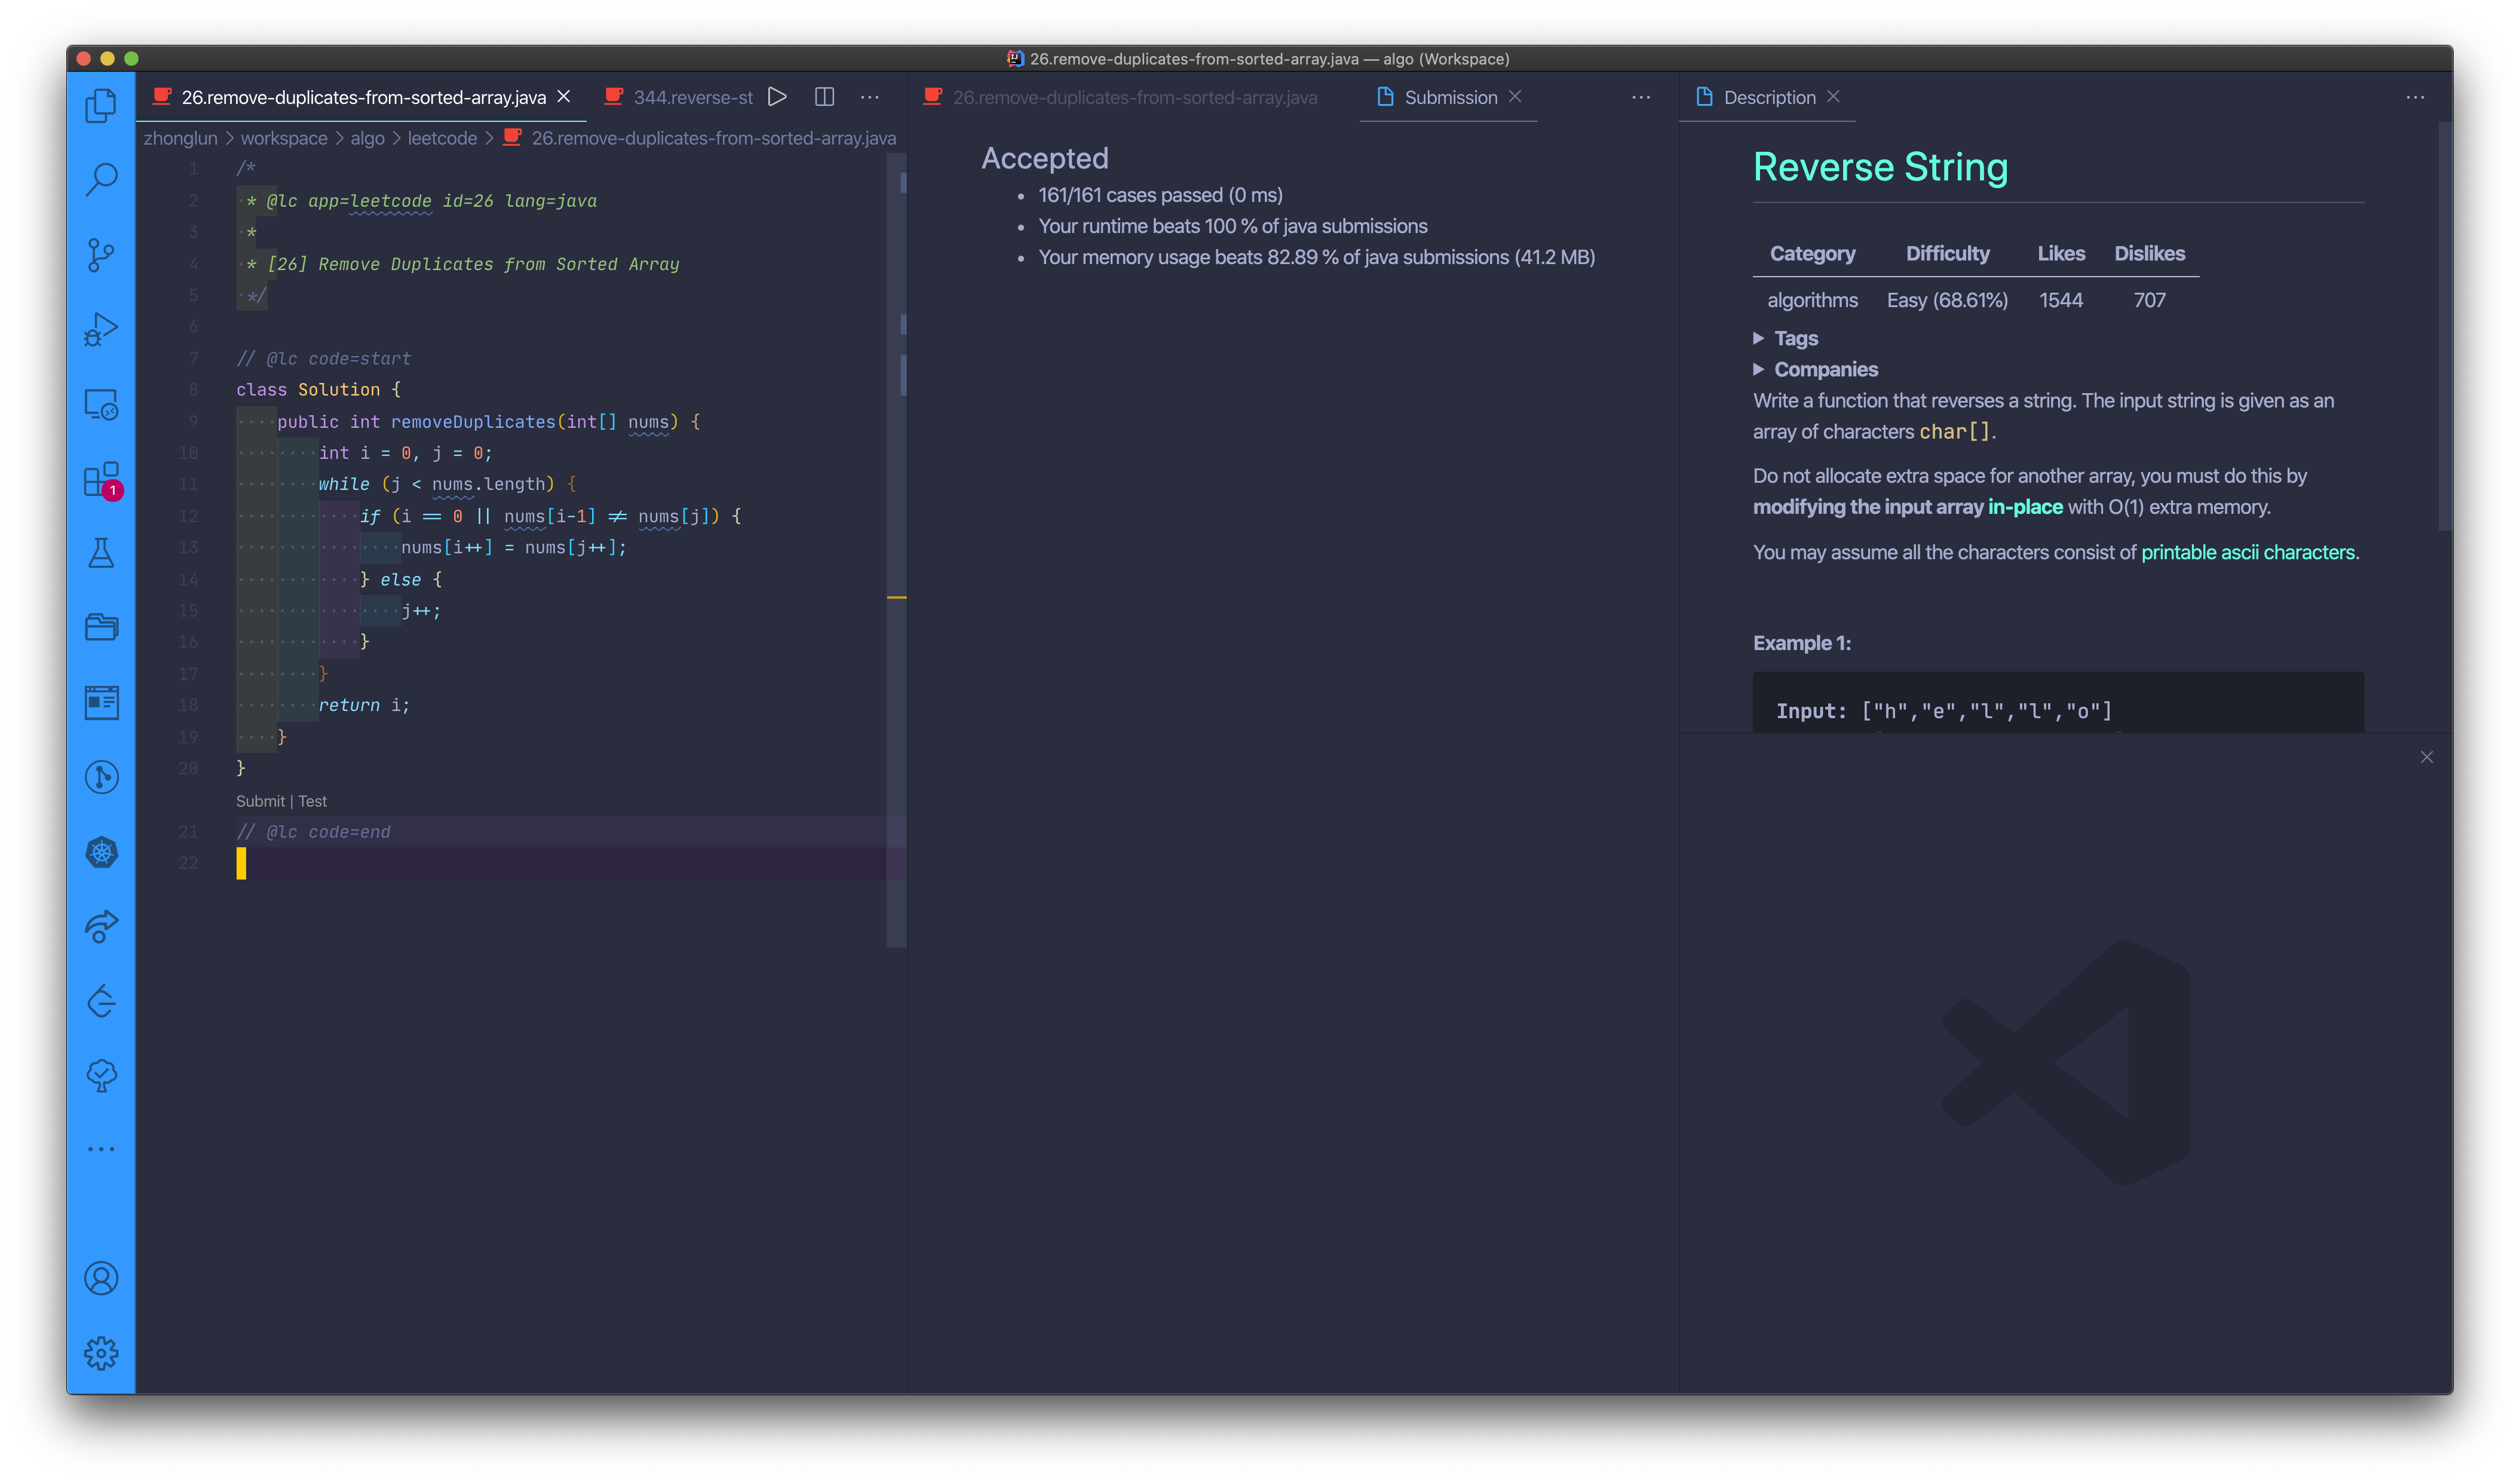 26.remove-duplicates-from-sorted-array.java — algo (Workspace)
26.remove-duplicates-from-sorted-array.java
344.reverse-st
zhonglun > workspace > algo > leetcode > 26.remove-duplicates-from-sorted-array.java
1 /*
2 * @lc app=leetcode id=26 lang=java
3 *
4 * [26] Remove Duplicates from Sorted Array
5 */
6
7 // @lc code=start
8 class Solution {
9 public int removeDuplicates(int[] nums) {
10 int i = 0, j = 0;
11 while (j < nums.length) {
12 if (i == 0 || nums[i-1] != nums[j]) {
13 nums[i++] = nums[j++];
14 } else {
15 j++;
16 }
17 }
18 return i;
19 }
20 }
Submit | Test
21 // @lc code=end
22
1
26.remove-duplicates-from-sorted-array.java
Submission
Accepted
• 161/161 cases passed (0 ms)
• Your runtime beats 100 % of java submissions
• Your memory usage beats 82.89 % of java submissions (41.2 MB)
Description
Reverse String
Category Difficulty Likes Dislikes
algorithms Easy (68.61%) 1544 707
Tags
Companies
Write a function that reverses a string. The input string is given as an
array of characters char[].
Do not allocate extra space for another array, you must do this by
modifying the input array in-place with O(1) extra memory.
You may assume all the characters consist of printable ascii characters.
Example 1:
Input: ["h","e","l","l","o"]